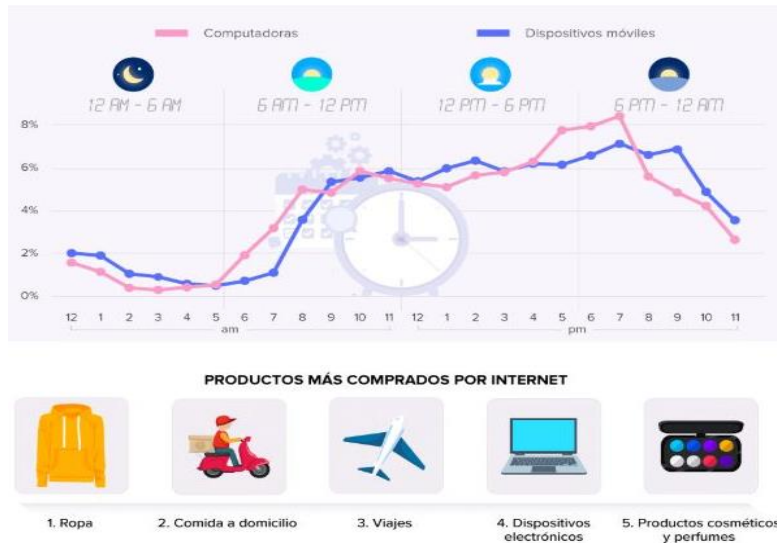 Computadoras Dispositivos móviles
12 AM - 6 AM 6 AM - 12 PM 12 PM - 6 PM 6 PM - 12 AM
8%
6%
4%
2%
0%
12 1 2 3 4 5 6 7 8 9 10 11 12 1 2 3 4 5 6 7 8 9 10 11
am pm
PRODUCTOS MÁS COMPRADOS POR INTERNET
1. Ropa 2. Comida a domicilio 3. Viajes 4. Dispositivos 5. Productos cosméticos
electrónicos y perfumes